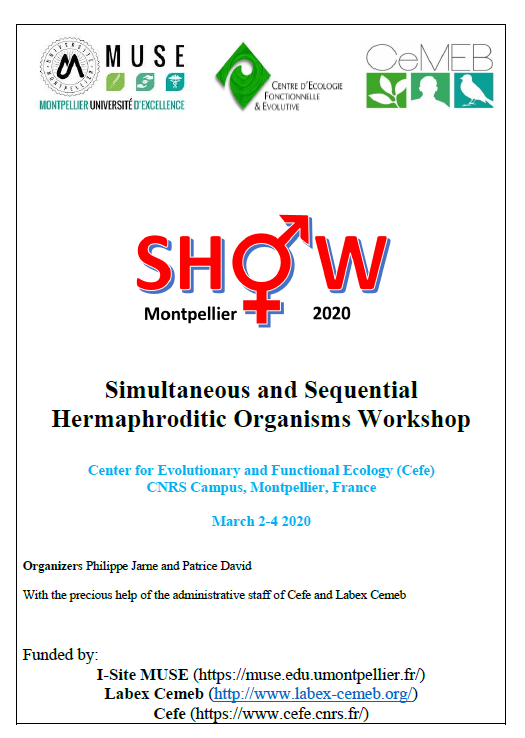 MUSE
MONTPELLIER UNIVERSITÉ D'EXCELLENCE
CENTRE D'ECOLOGIE
FONCTIONNELLE
& EVOLUTIVE
CeMEB
SHOW
Montpellier 2020
Simultaneous and Sequential
Hermaphroditic Organisms Workshop
Center for Evolutionary and Functional Ecology (Cefe)
CNRS Campus, Montpellier, France
March 2-4 2020
Organizers Philippe Jarne and Patrice David
With the precious help of the administrative staff of Cefe and Labex Cemeb
Funded by:
I-Site MUSE (https://muse.edu.umontpellier.fr/)
Labex Cemeb (http://www.labex-cemeb.org/)
Cefe (https://www.cefe.cnrs.fr/)